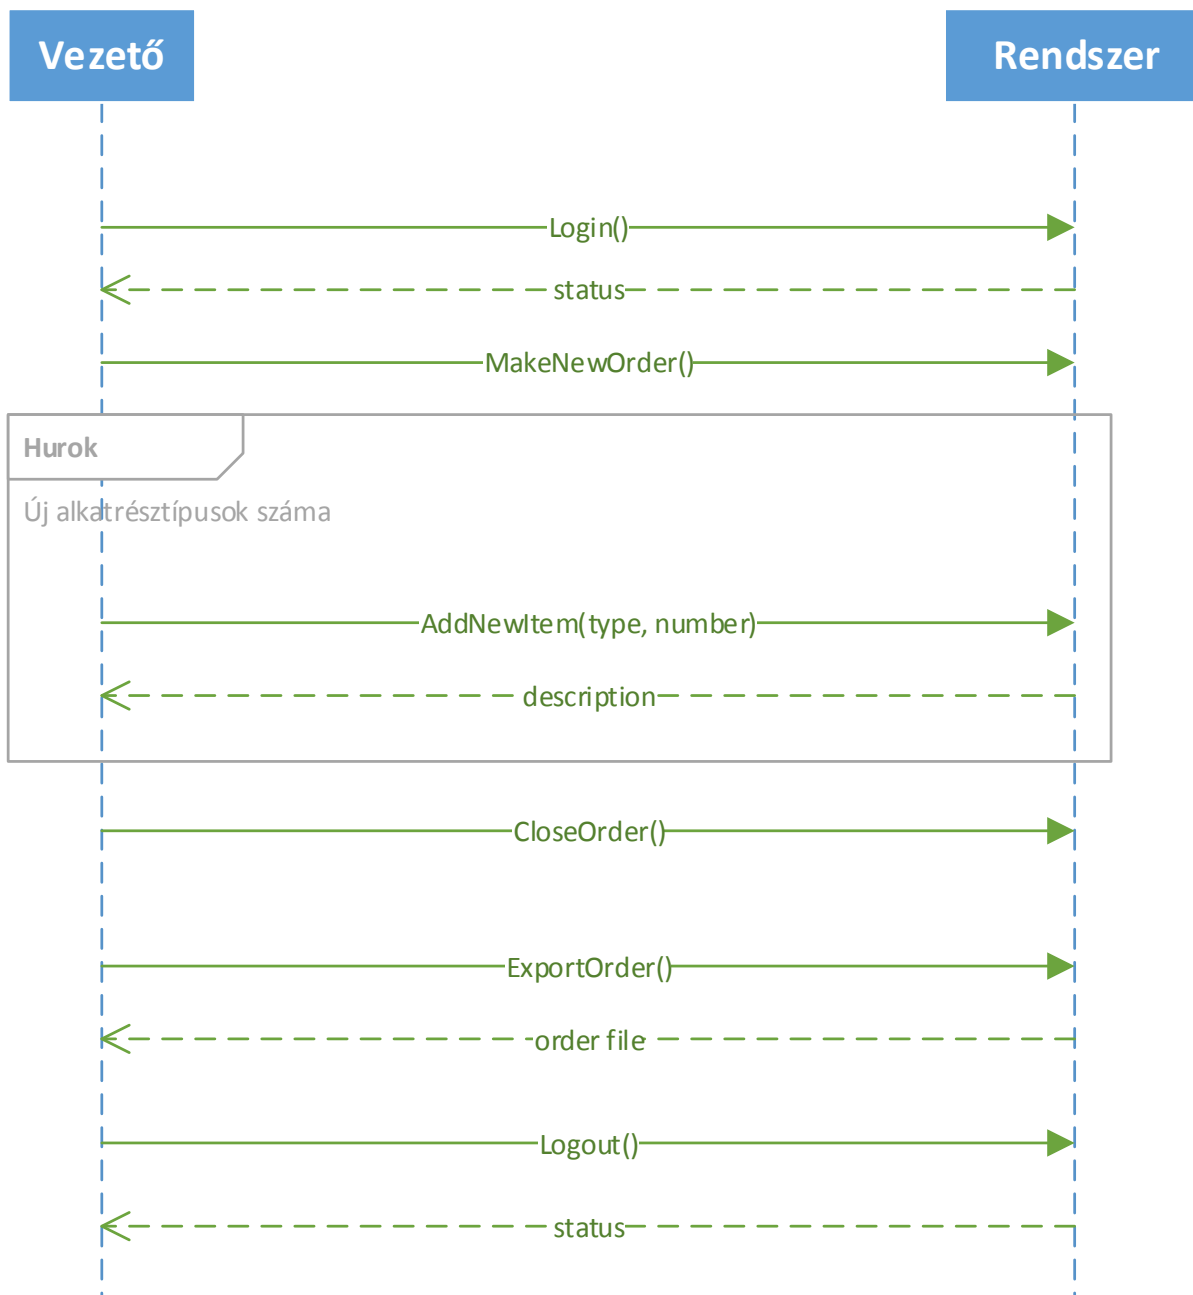 Vezető
Rendszer
Login()
status
MakeNewOrder()
Hurok
Új alkatrésztípusok száma
AddNewItem(type, number)
description
CloseOrder()
ExportOrder()
order file
Logout()
status